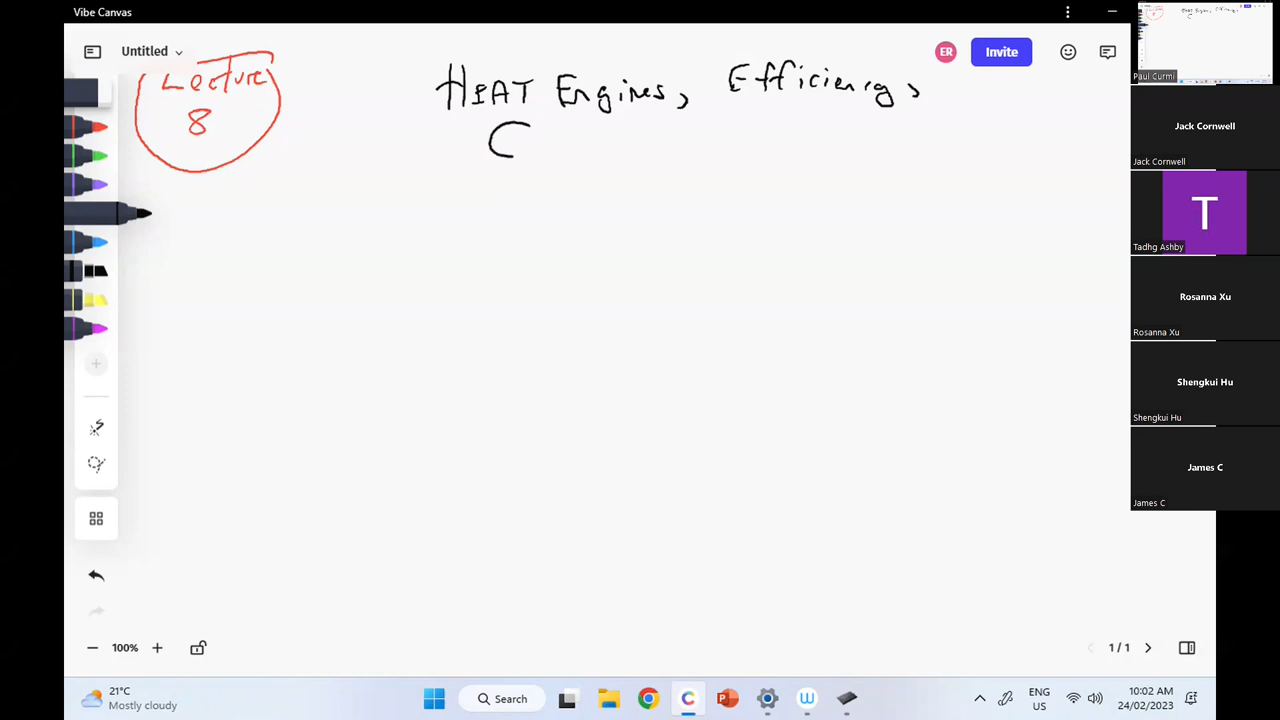 Vibe Canvas
Untitled
ER
Invite
Lecture
8
HEAT Engines, Efficiency,
C
Paul Curmi
Jack Cornwell
Jack Cornwell
T
Tadhg Ashby
Rosanna Xu
Rosanna Xu
Shengkui Hu
Shengkui Hu
James C
James C
100%
1 / 1
21°C
Mostly cloudy
Search
ENG
US
10:02 AM
24/02/2023